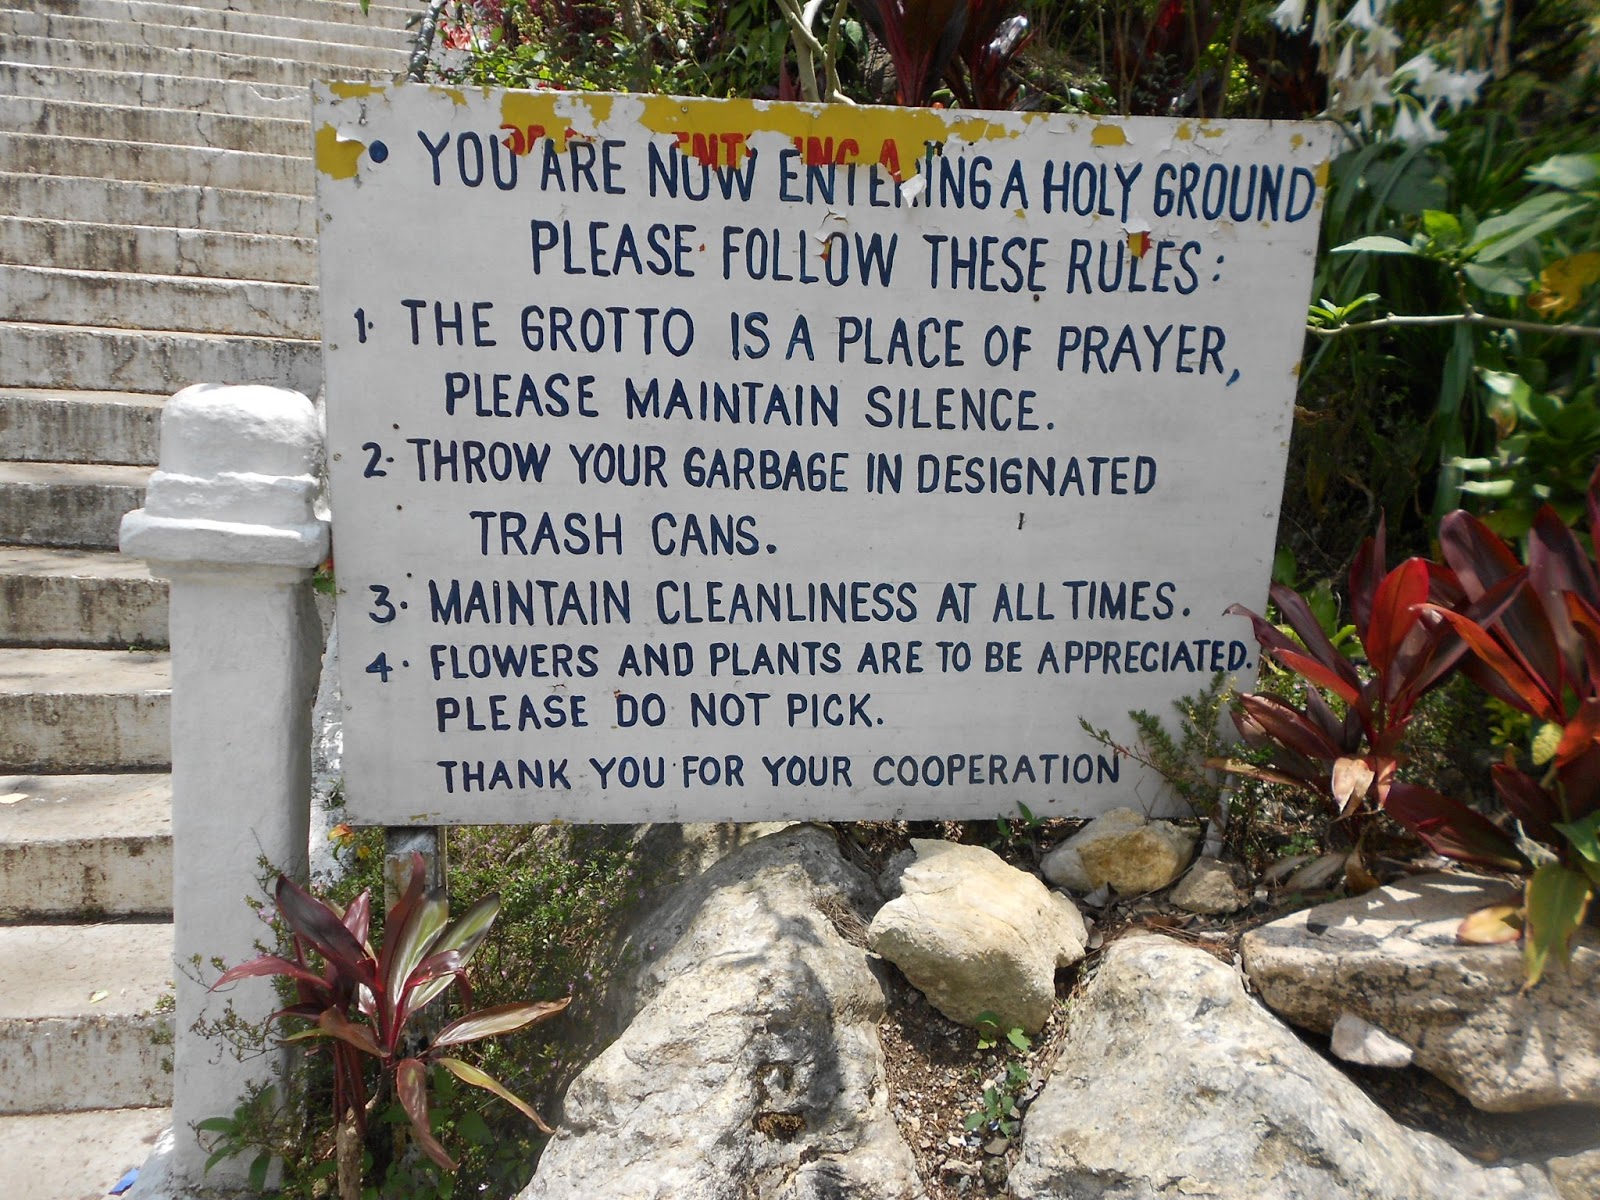 • YOU ARE NOW ENTERING A HOLY GROUND
PLEASE FOLLOW THESE RULES:
1. THE GROTTO IS A PLACE OF PRAYER,
PLEASE MAINTAIN SILENCE.
2. THROW YOUR GARBAGE IN DESIGNATED
TRASH CANS.
3. MAINTAIN CLEANLINESS AT ALL TIMES.
4. FLOWERS AND PLANTS ARE TO BE APPRECIATED.
PLEASE DO NOT PICK.
THANK YOU FOR YOUR COOPERATION